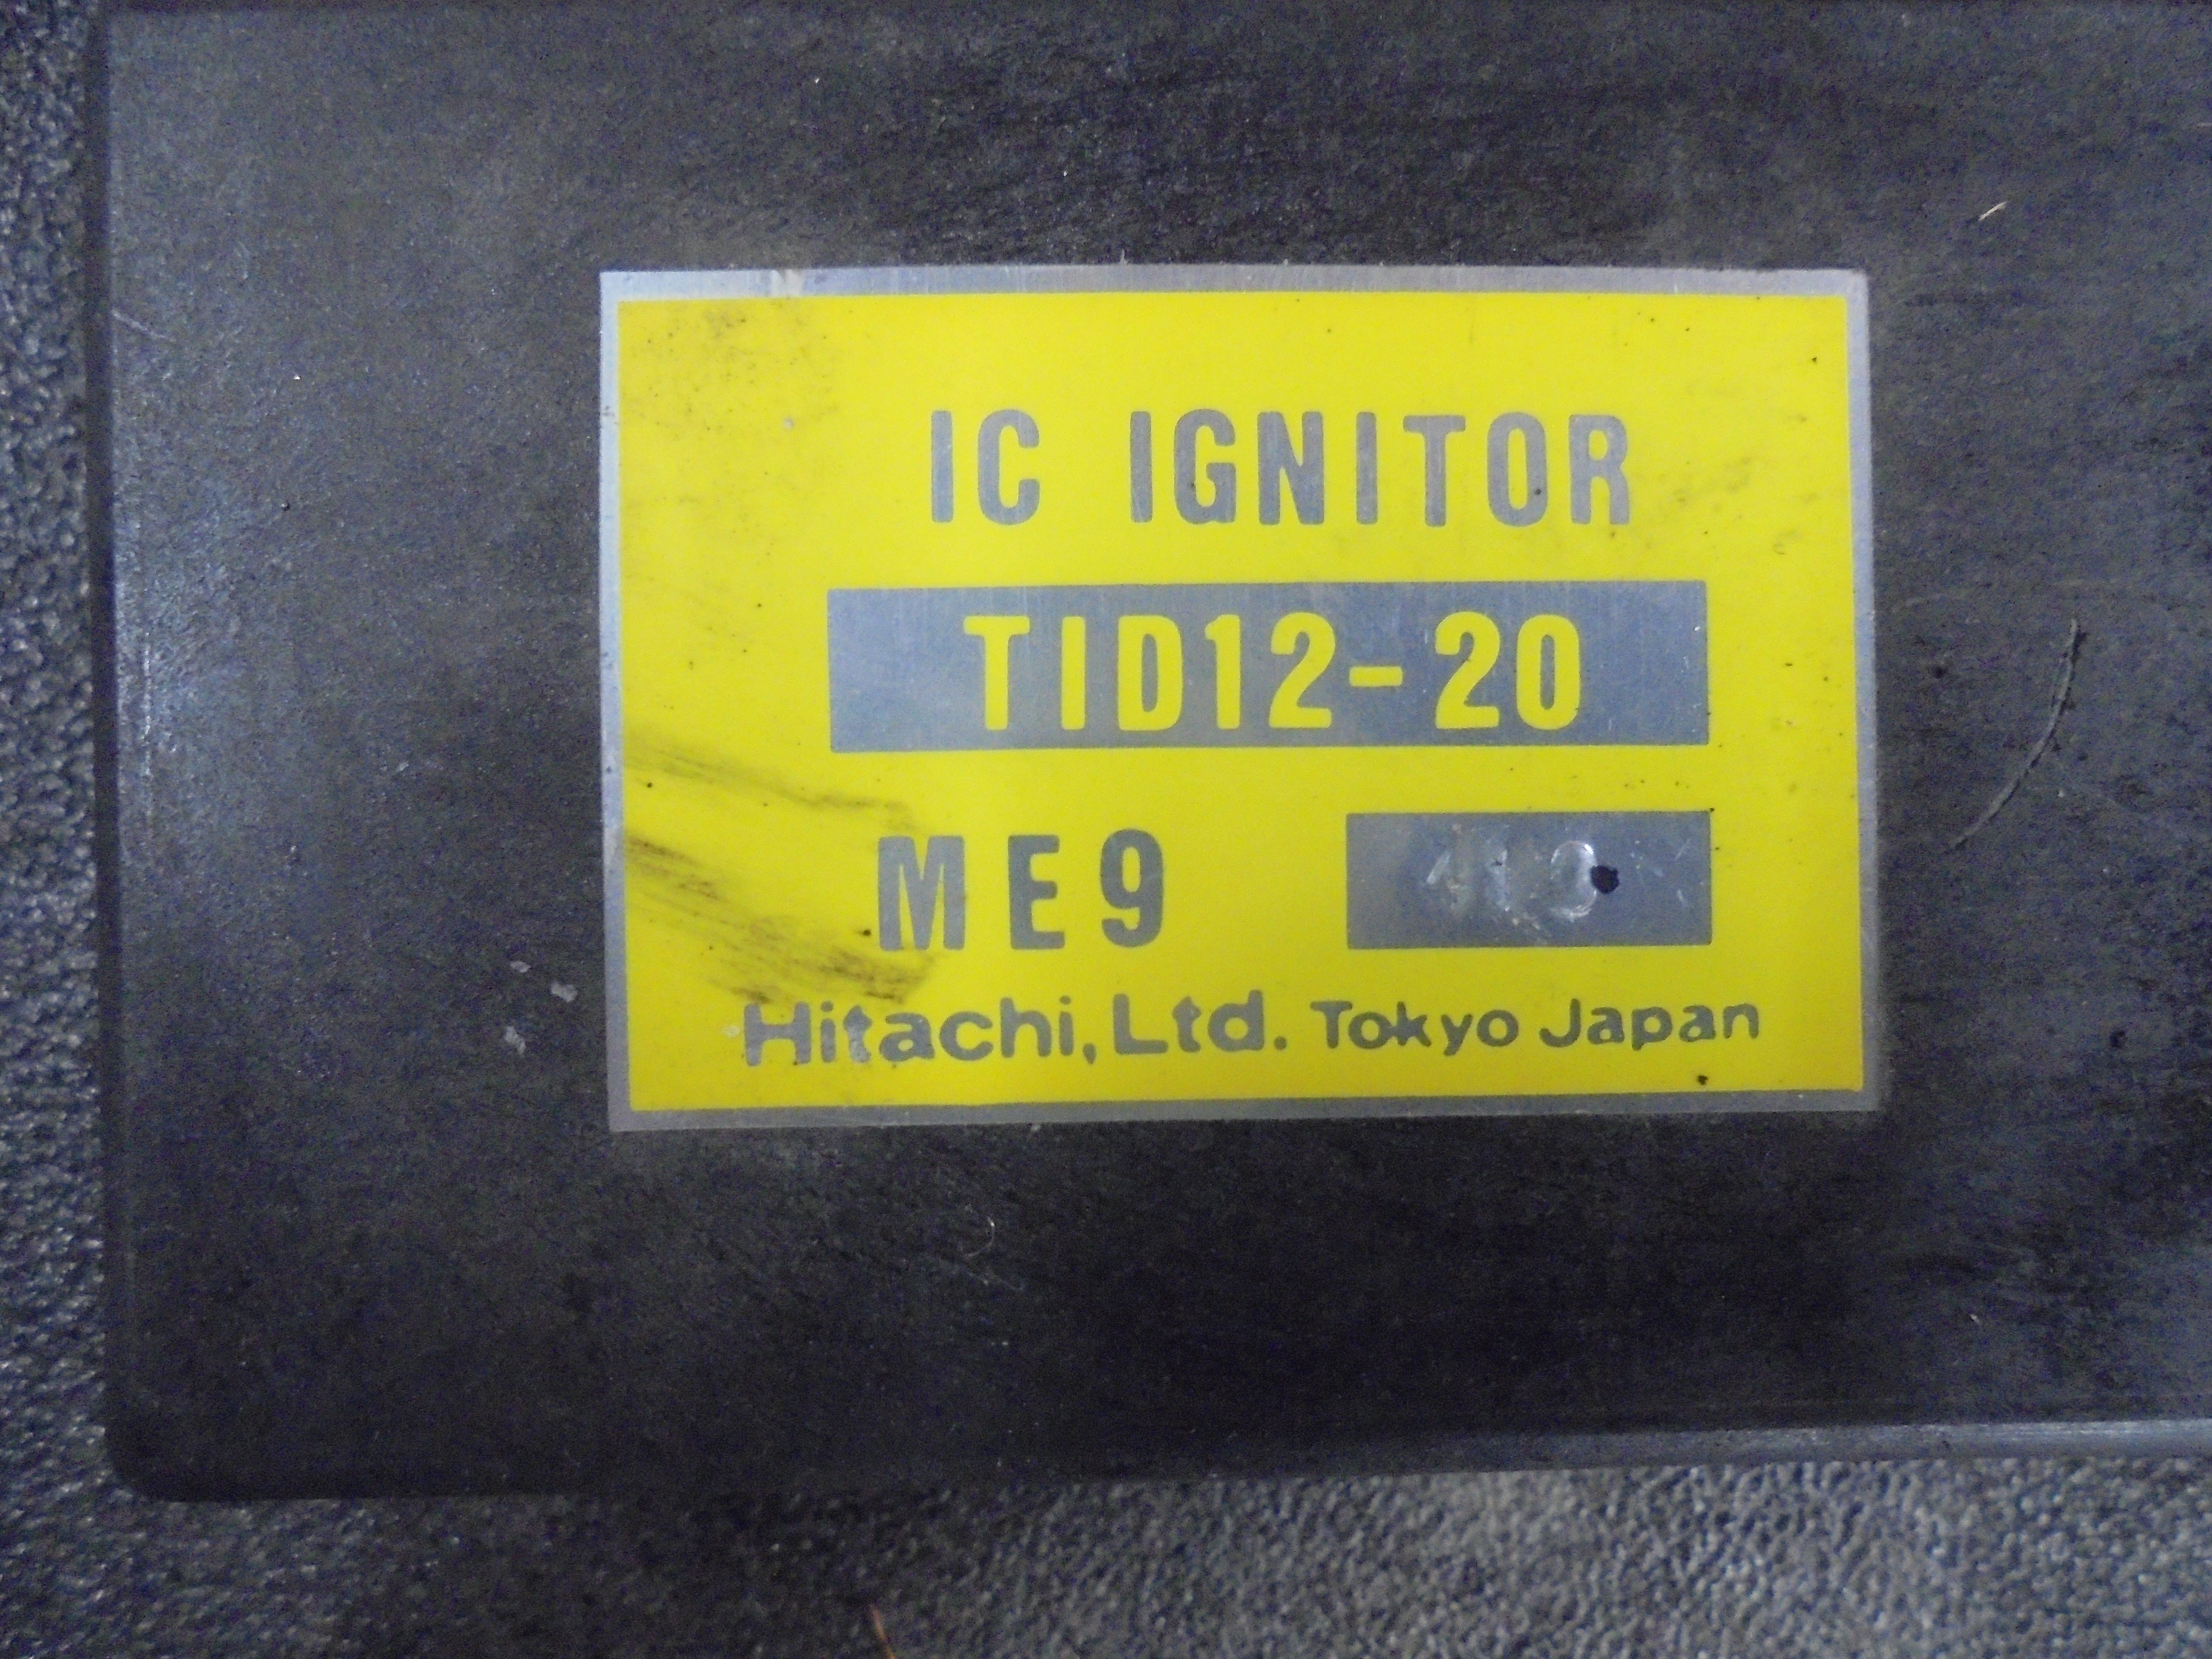 IC IGNITOR
TID12-20
ME9
Hitachi, Ltd. Tokyo Japan